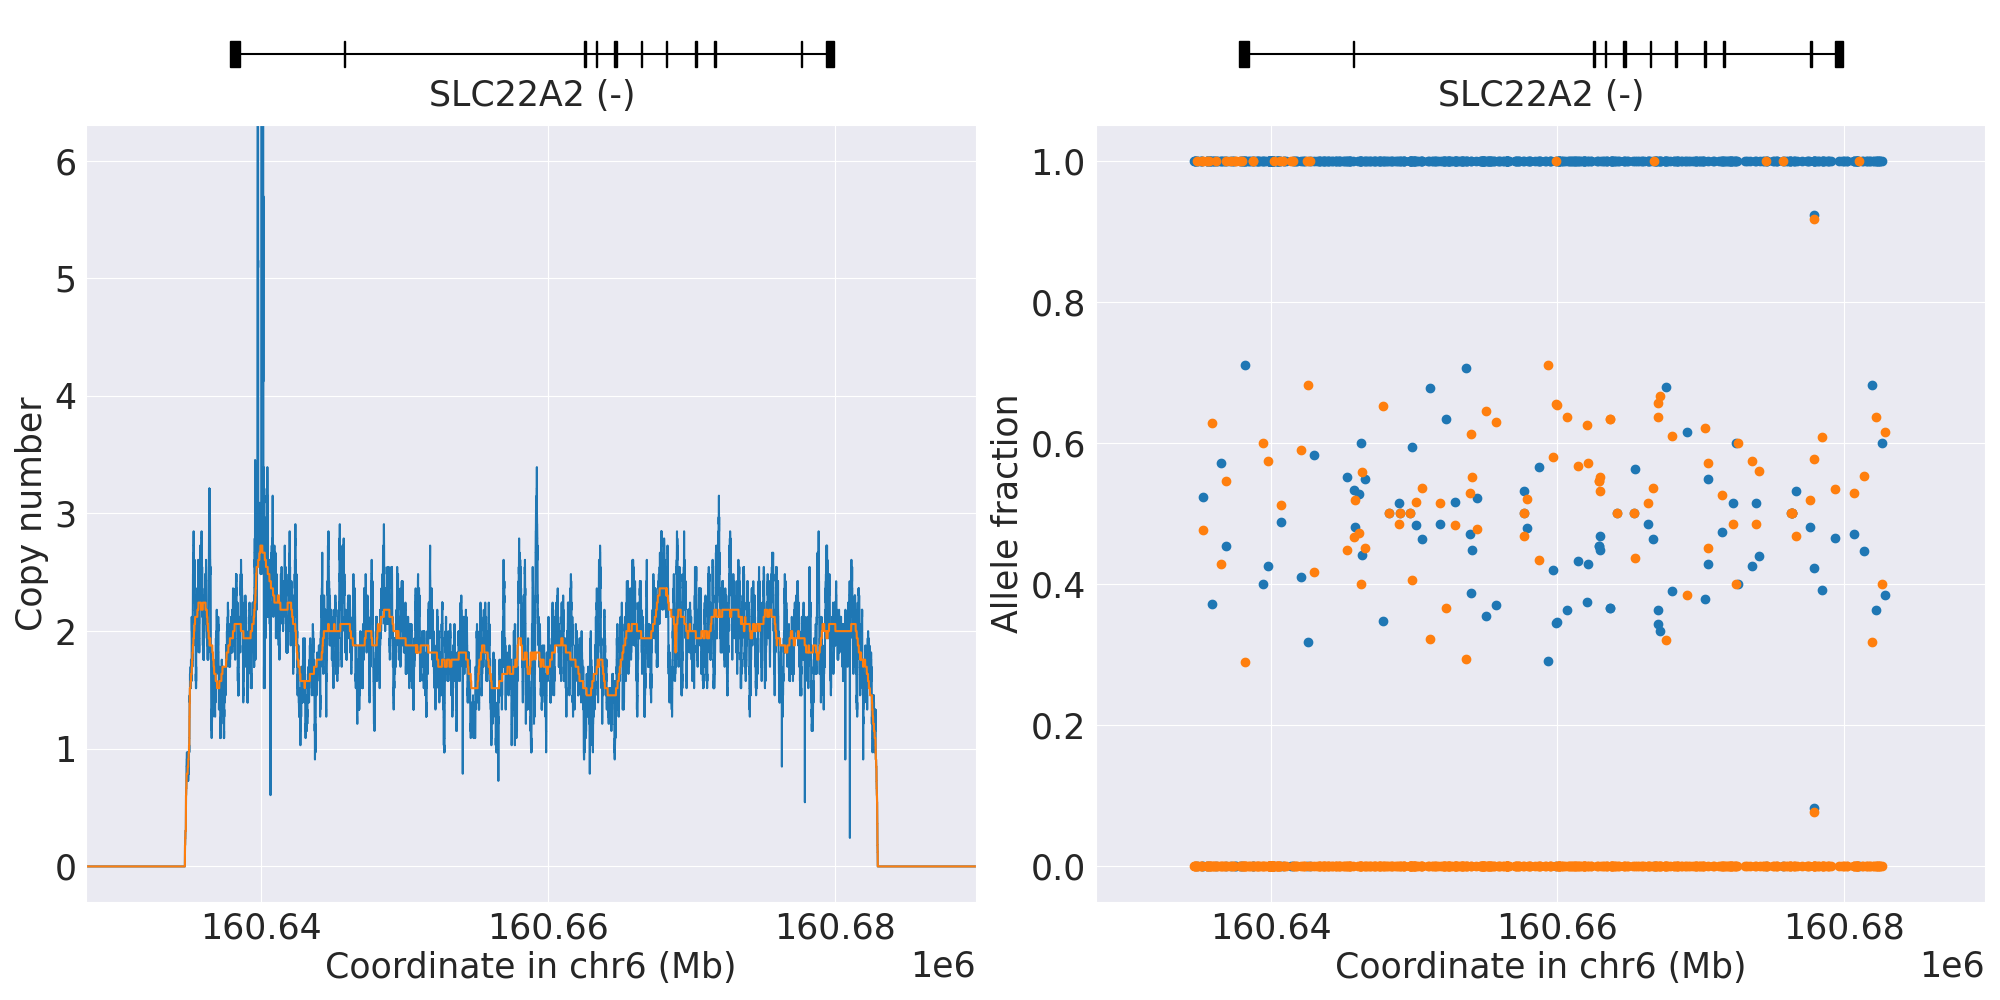 SLC22A2 (-)
6
5
4
3
2
1
0
Copy number
160.64
160.66
160.68
Coordinate in chr6 (Mb)
1e6
SLC22A2 (-)
1.0
0.8
0.6
0.4
0.2
0.0
Allele fraction
160.64
160.66
160.68
Coordinate in chr6 (Mb)
1e6